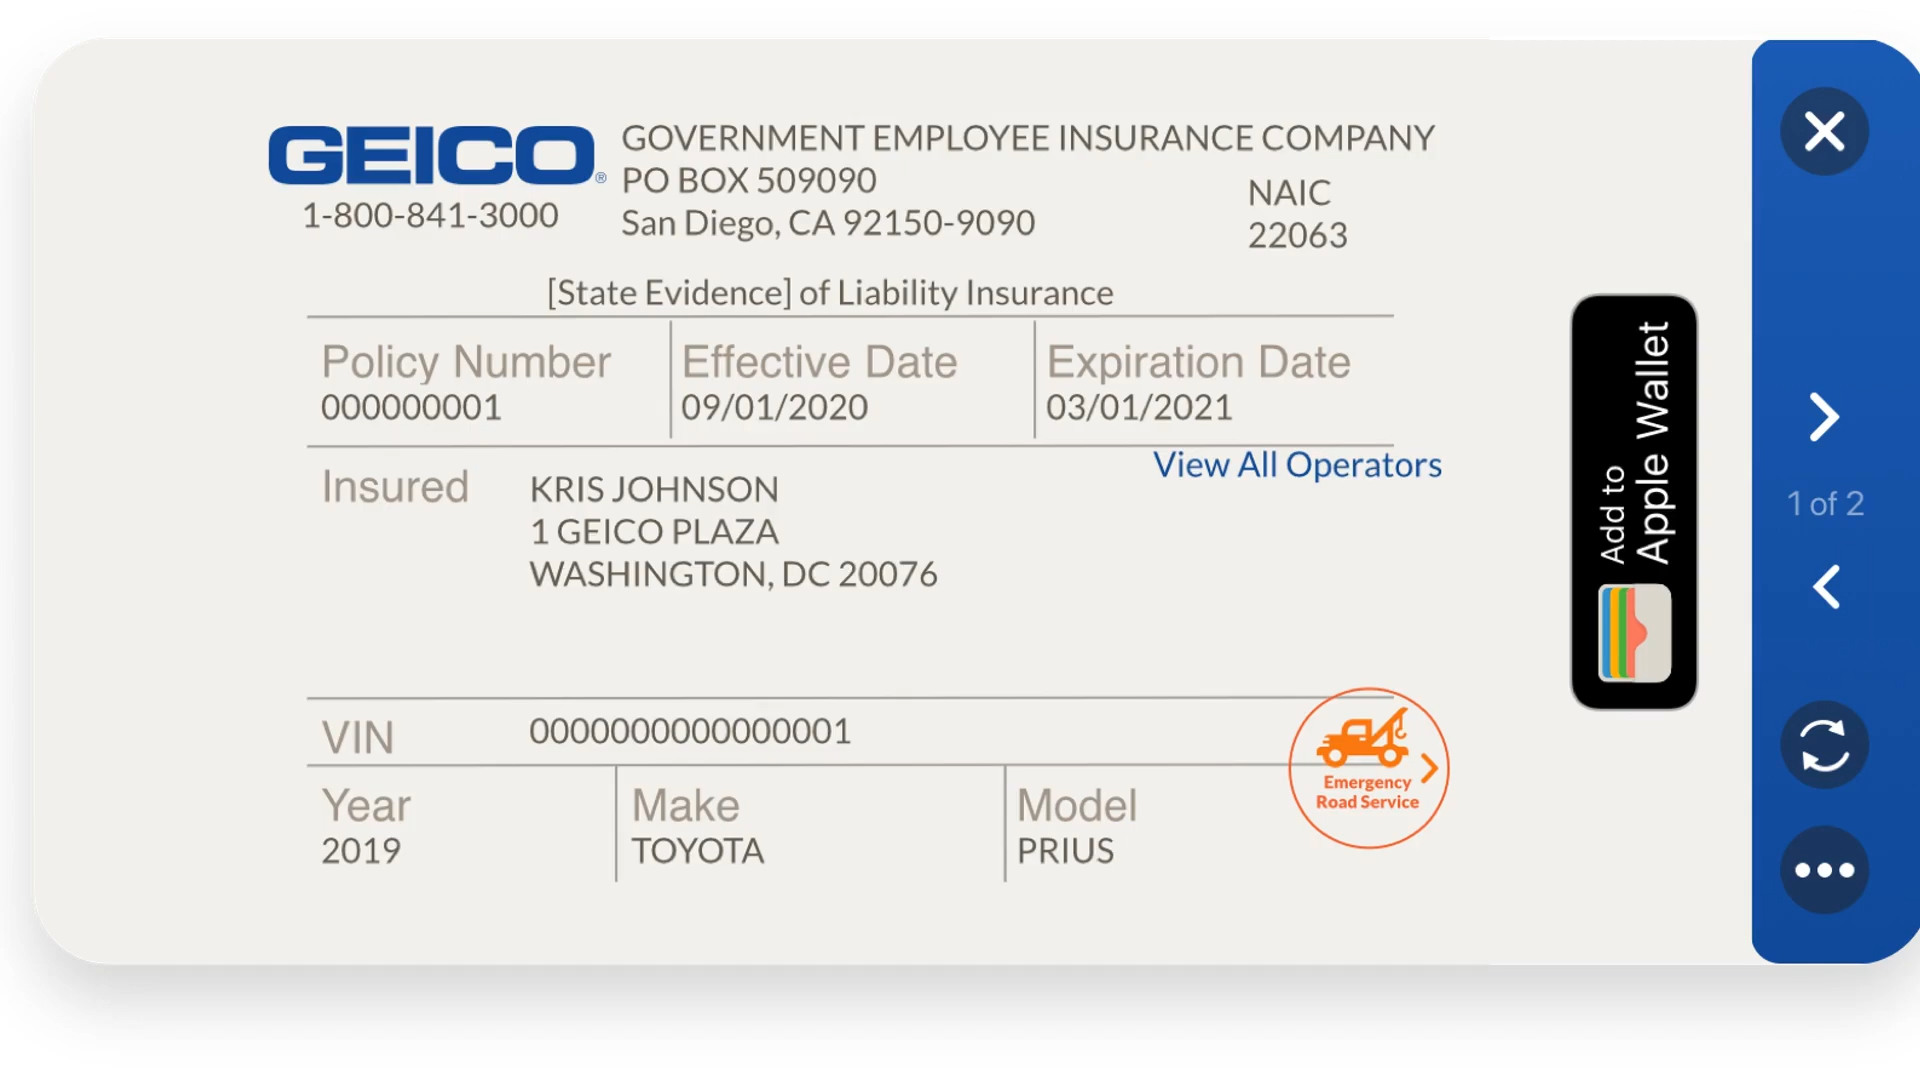 GEICO®
1-800-841-3000
GOVERNMENT EMPLOYEE INSURANCE COMPANY
PO BOX 509090
San Diego, CA 92150-9090
NAIC
22063
[State Evidence] of Liability Insurance
Policy Number
000000001
Effective Date
09/01/2020
Expiration Date
03/01/2021
View All Operators
Insured
KRIS JOHNSON
1 GEICO PLAZA
WASHINGTON, DC 20076
VIN
0000000000000001
Year
2019
Make
TOYOTA
Model
PRIUS
Emergency
Road Service
Add to
Apple Wallet
1 of 2